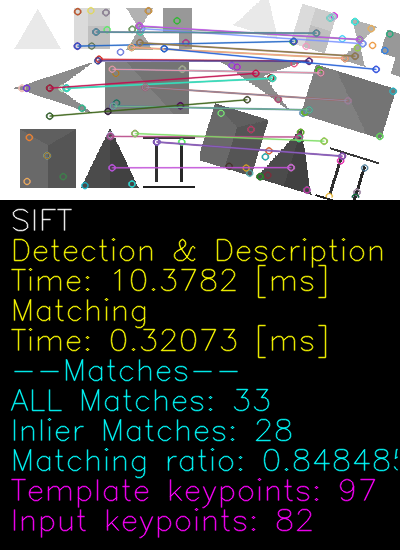 SIFT
Detection & Description
Time: 10.3782 [ms]
Matching
Time: 0.32073 [ms]
--Matches--
ALL Matches: 33
Inlier Matches: 28
Matching ratio: 0.848485
Template keypoints: 97
Input keypoints: 82